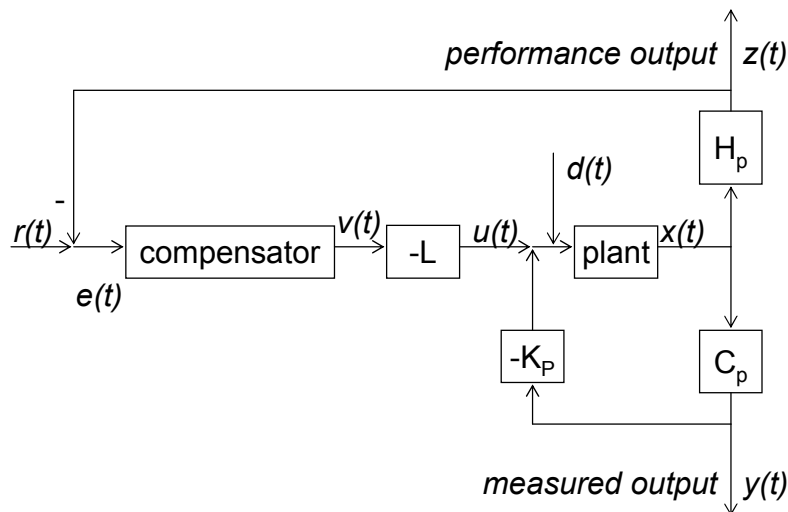 performance output z(t)
H_p
d(t)
-
r(t) compensator v(t) -L u(t) plant x(t)
e(t)
-K_P
C_p
measured output y(t)